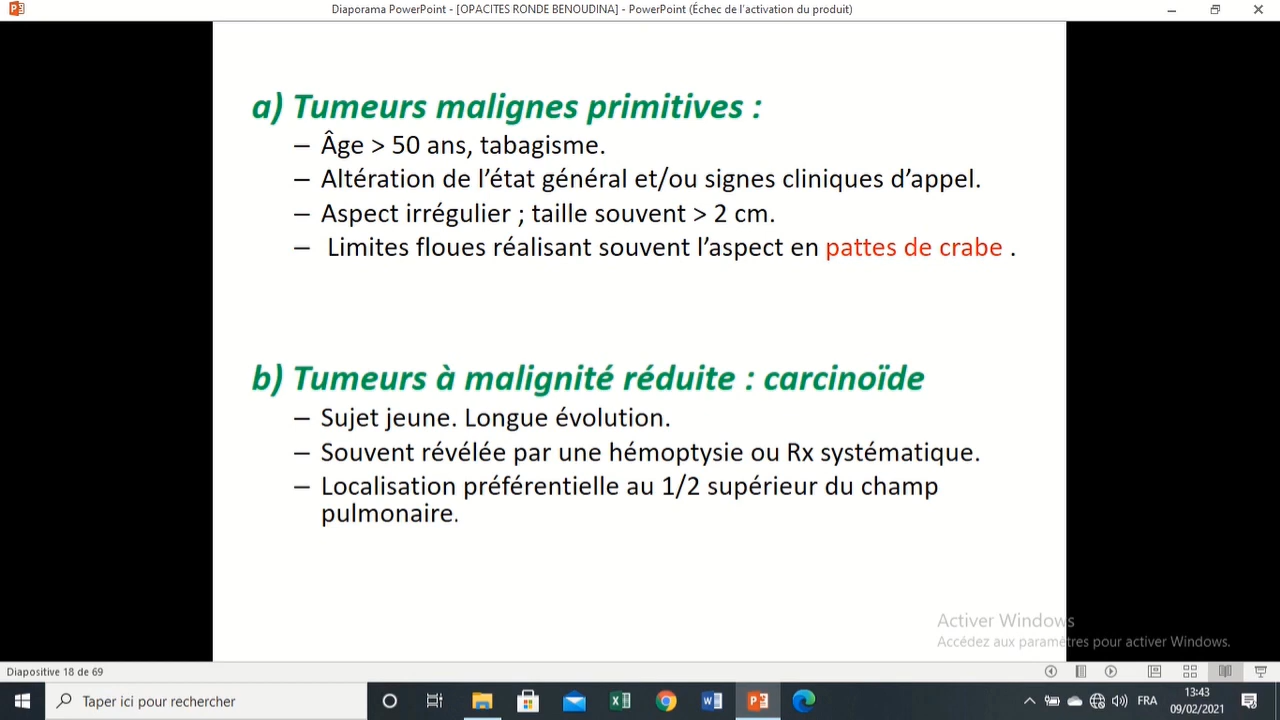 Diaporama PowerPoint - [OPACITES RONDE BENOUDINA] - PowerPoint (Échec de l'activation du produit)
a) Tumeurs malignes primitives :
– Âge > 50 ans, tabagisme.
– Altération de l’état général et/ou signes cliniques d’appel.
– Aspect irrégulier ; taille souvent > 2 cm.
– Limites floues réalisant souvent l’aspect en pattes de crabe .
b) Tumeurs à malignité réduite : carcinoïde
– Sujet jeune. Longue évolution.
– Souvent révélée par une hémoptysie ou Rx systématique.
– Localisation préférentielle au 1/2 supérieur du champ
pulmonaire.
Activer Windows
Accédez aux paramètres pour activer Windows.
Diapositive 18 de 69
Taper ici pour rechercher
FRA
13:43
09/02/2021